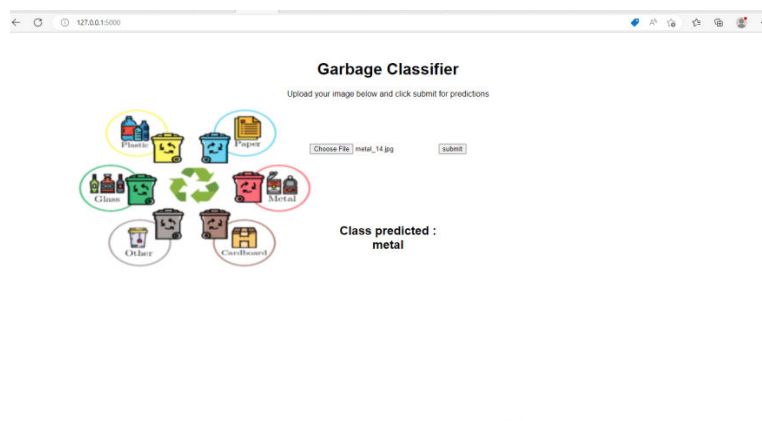 127.0.0.1:5000
Garbage Classifier
Upload your image below and click submit for predictions
Plastic
Paper
Choose File metal_14.jpg submit
Glass
Metal
Class predicted :
metal
Other
Cardboard